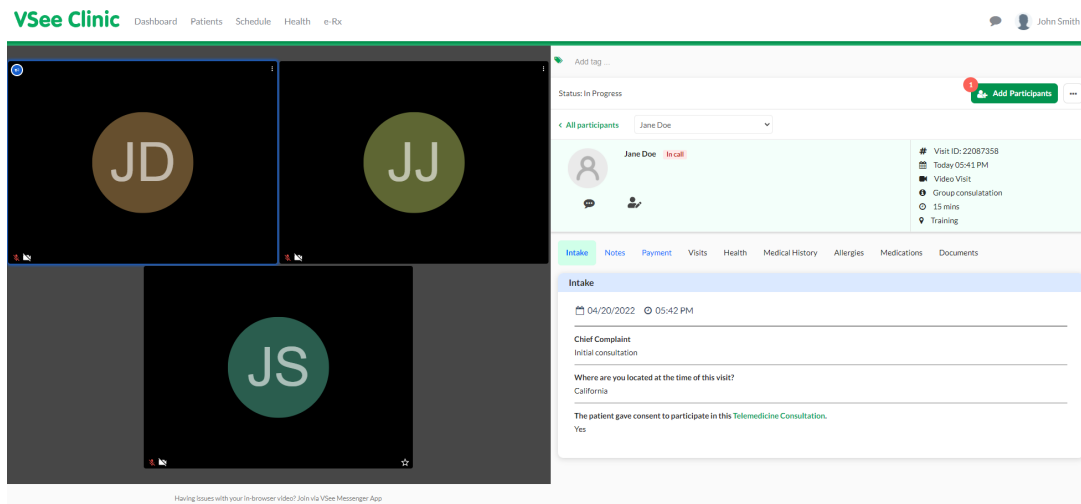 VSee Clinic Dashboard Patients Schedule Health e-Rx John Smith
JD
JJ
JS
Having issues with your in-browser video? Join via VSee Messenger App
Add tag ...
Status: In Progress
1
Add Participants
All participants Jane Doe
Jane Doe In call
Visit ID: 22087358
Today 05:41 PM
Video Visit
Group consulatation
15 mins
Training
Intake Notes Payment Visits Health Medical History Allergies Medications Documents
Intake
04/20/2022 05:42 PM
Chief Complaint
Initial consultation
Where are you located at the time of this visit?
California
The patient gave consent to participate in this Telemedicine Consultation.
Yes